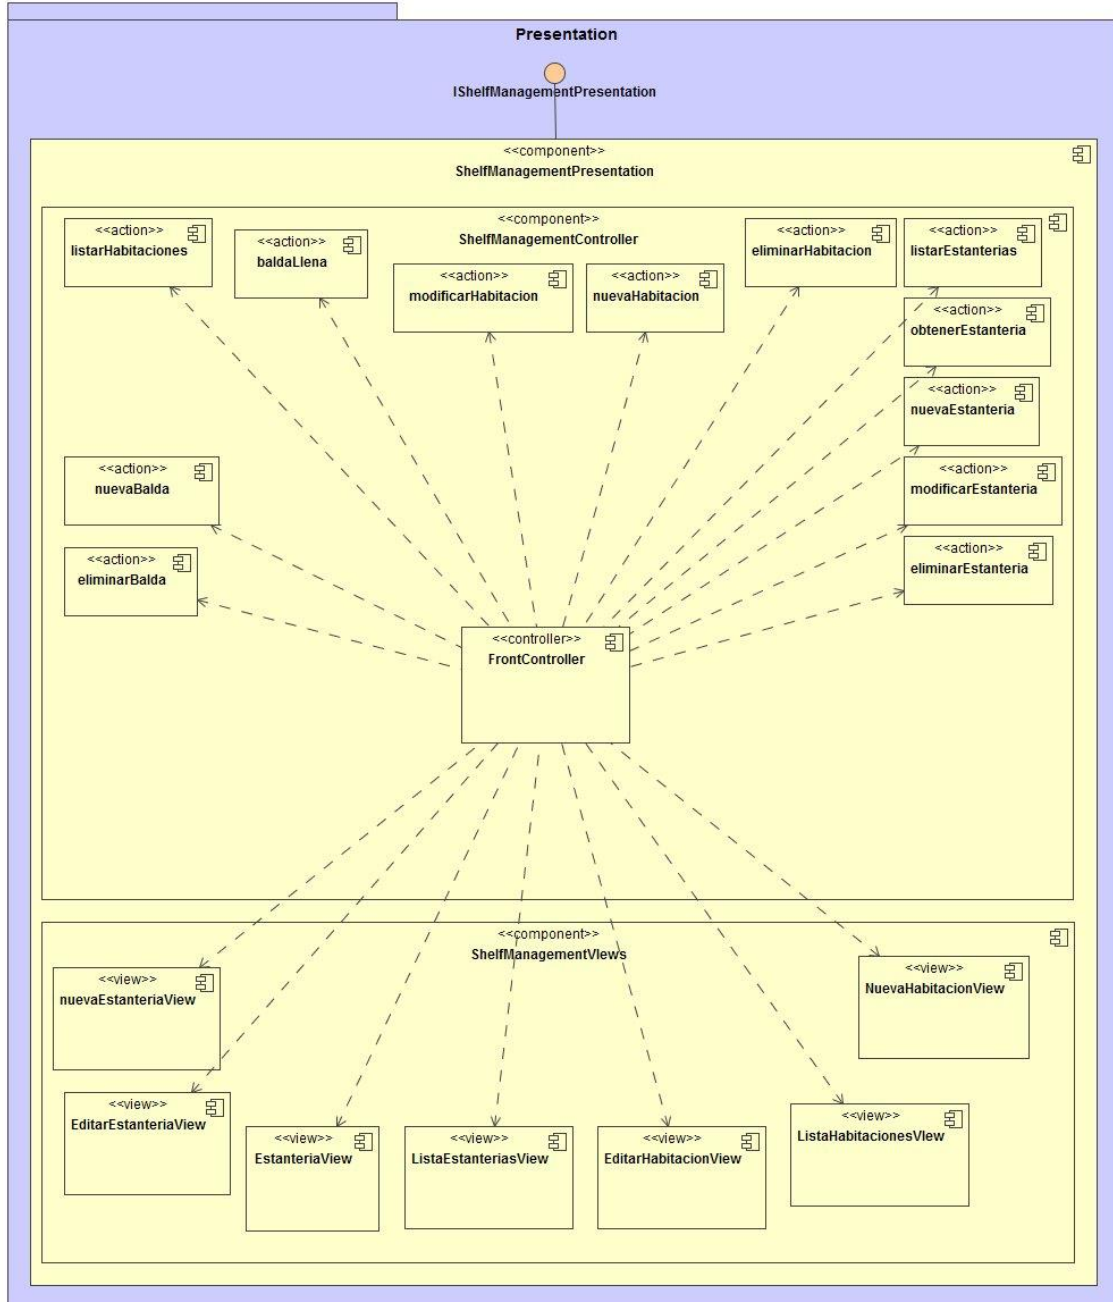 Presentation
IShelfManagementPresentation
<<component>>
ShelfManagementPresentation
<<component>>
ShelfManagementController
<<action>>
listarHabitaciones
<<action>>
baldaLlena
<<action>>
modificarHabitacion
<<action>>
nuevaHabitacion
<<action>>
eliminarHabitacion
<<action>>
listarEstanterias
<<action>>
obtenerEstanteria
<<action>>
nuevaEstanteria
<<action>>
nuevaBalda
<<action>>
modificarEstanteria
<<action>>
eliminarBalda
<<action>>
eliminarEstanteria
<<controller>>
FrontController
<<component>>
ShelfManagementVIews
<<view>>
nuevaEstanteriaView
<<view>>
NuevaHabitacionView
<<view>>
EditarEstanteriaView
<<view>>
EstanteriaView
<<view>>
ListaEstanteriasView
<<view>>
EditarHabitacionView
<<view>>
ListaHabitacionesVIew